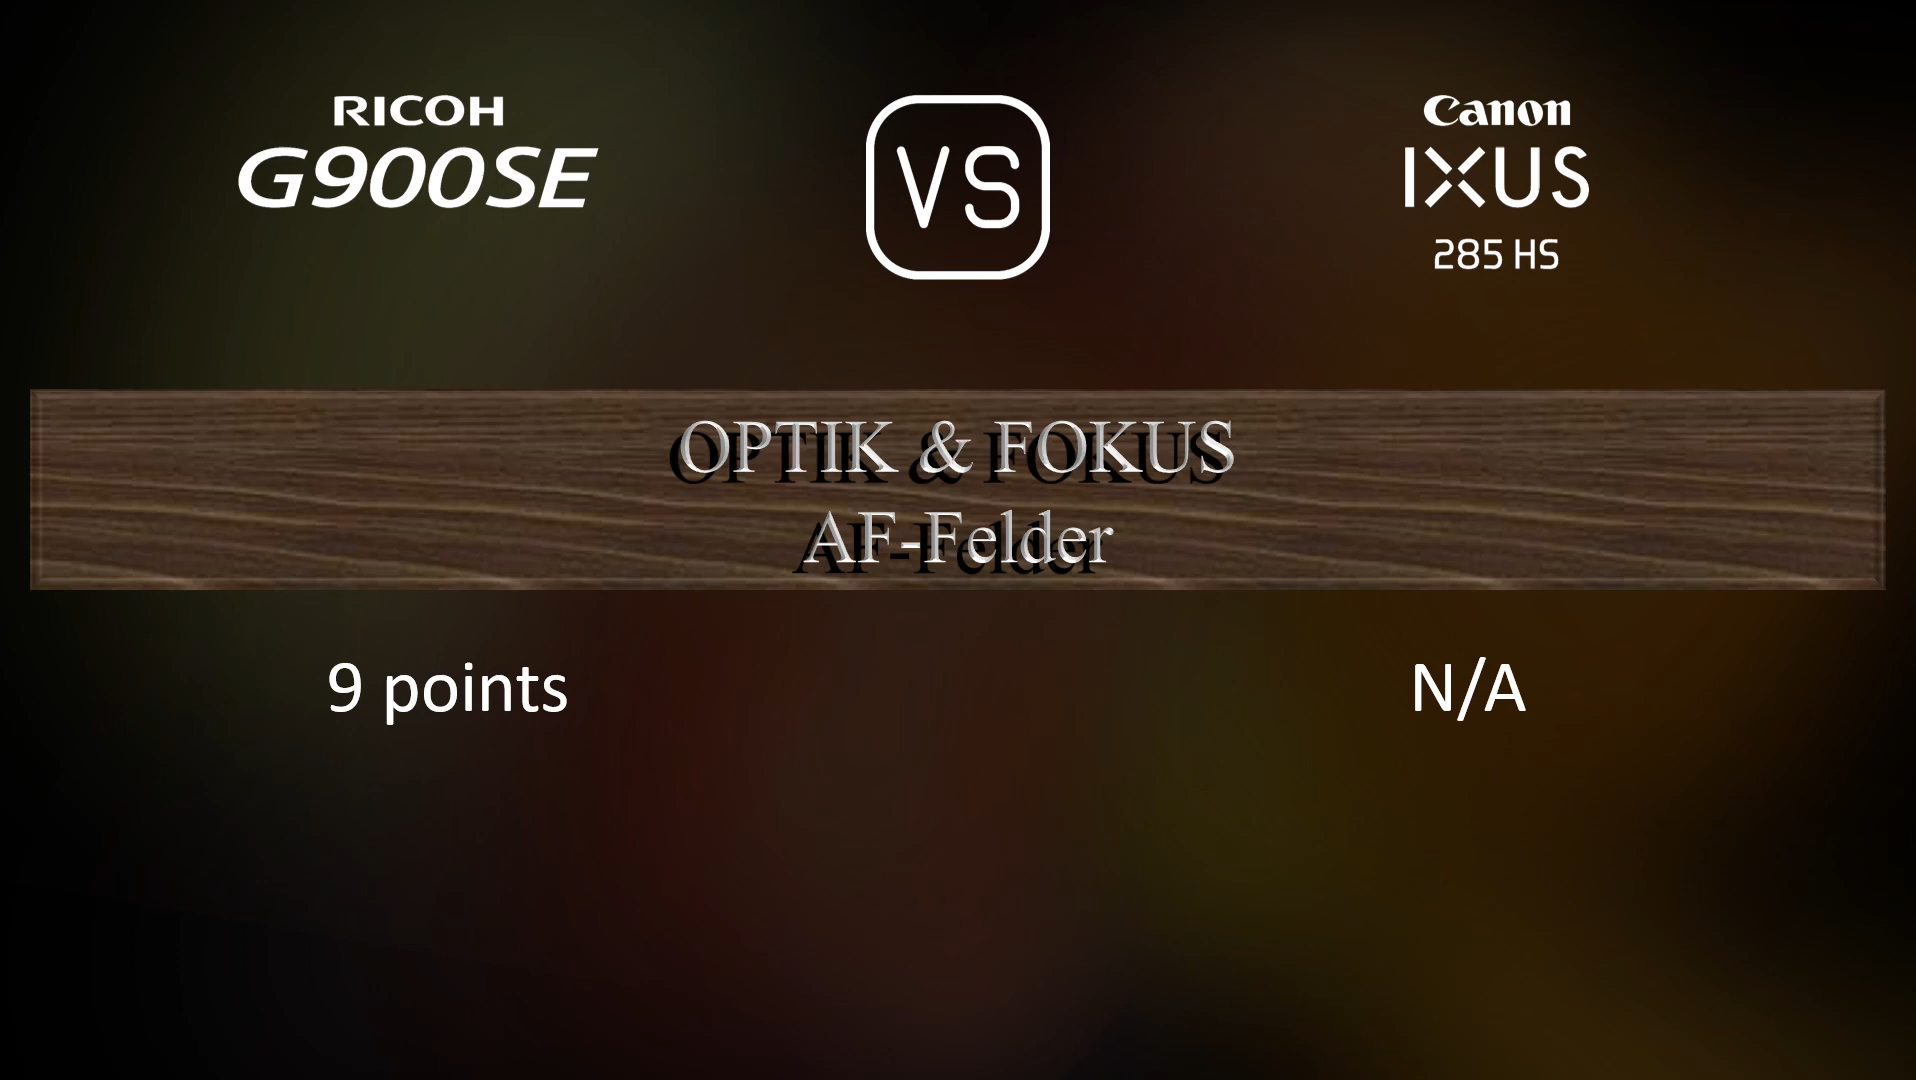 RICOH
G900SE
VS
Canon
IXUS
285 HS
OPTIK & FOKUS
AF-Felder
9 points
N/A